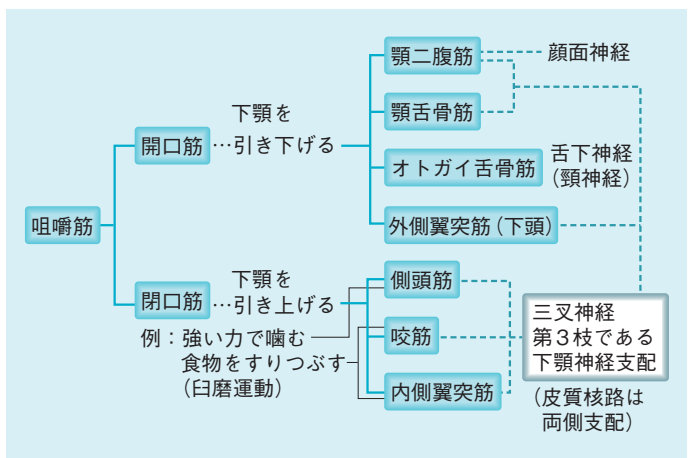 咀嚼筋
開口筋
下顎を
…引き下げる
顎二腹筋
顔面神経
顎舌骨筋
オトガイ舌骨筋
舌下神経
(頸神経)
外側翼突筋(下頭)
閉口筋
下顎を
…引き上げる
例:強い力で噛む
食物をすりつぶす
(臼磨運動)
側頭筋
咬筋
内側翼突筋
三叉神経
第3枝である
下顎神経支配
(皮質核路は
両側支配)